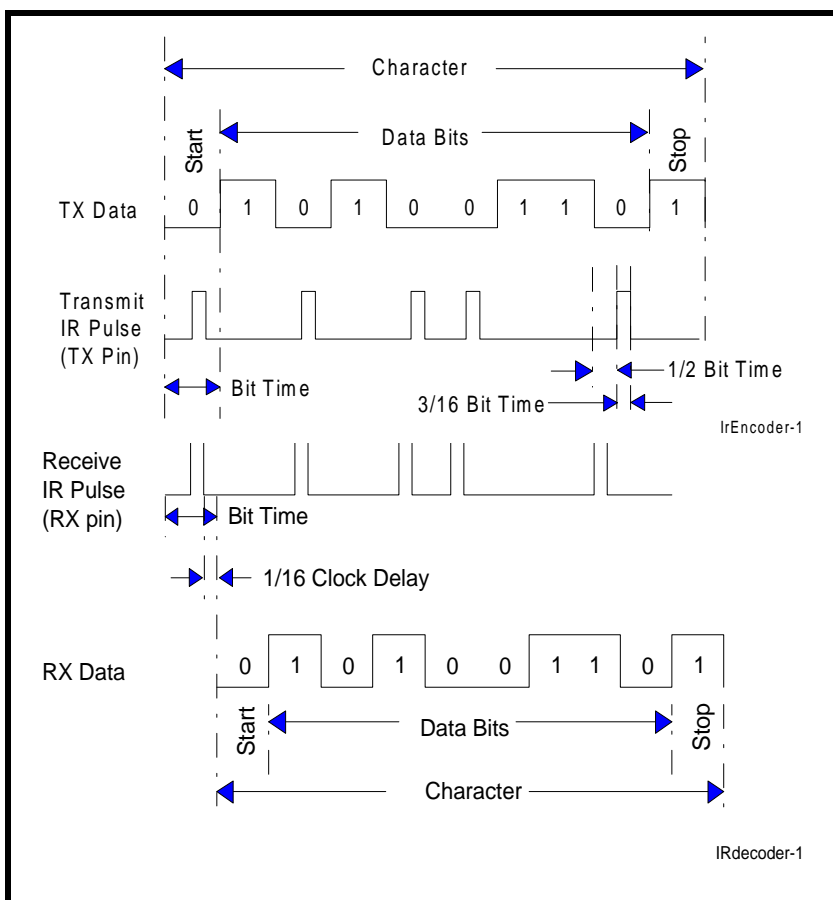 Character
Start
Data Bits
Stop
TX Data
0 1 0 1 0 0 1 1 0 1
Transmit
IR Pulse
(TX Pin)
Bit Time
1/2 Bit Time
3/16 Bit Time
IrEncoder-1
Receive
IR Pulse
(RX pin)
Bit Time
1/16 Clock Delay
RX Data
0 1 0 1 0 0 1 1 0 1
Start
Data Bits
Stop
Character
IRdecoder-1